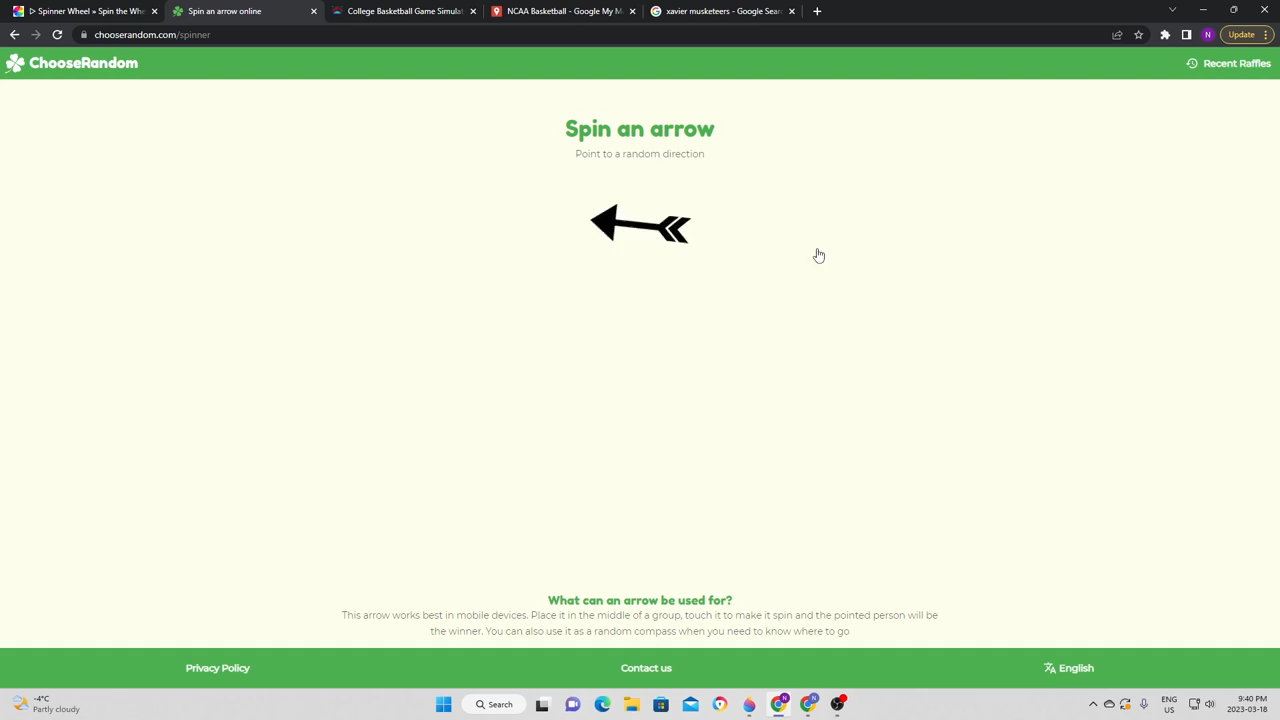 Spinner Wheel » Spin the Whe
Spin an arrow online
College Basketball Game Simulat
NCAA Basketball - Google My M
xavier musketeers - Google Sear
chooserandom.com/spinner
N
Update
ChooseRandom
Recent Raffles
Spin an arrow
Point to a random direction
What can an arrow be used for?
This arrow works best in mobile devices. Place it in the middle of a group, touch it to make it spin and the pointed person will be
the winner. You can also use it as a random compass when you need to know where to go
Privacy Policy
Contact us
English
-4°C
Partly cloudy
Search
N
N
ENG
US
9:40 PM
2023-03-18